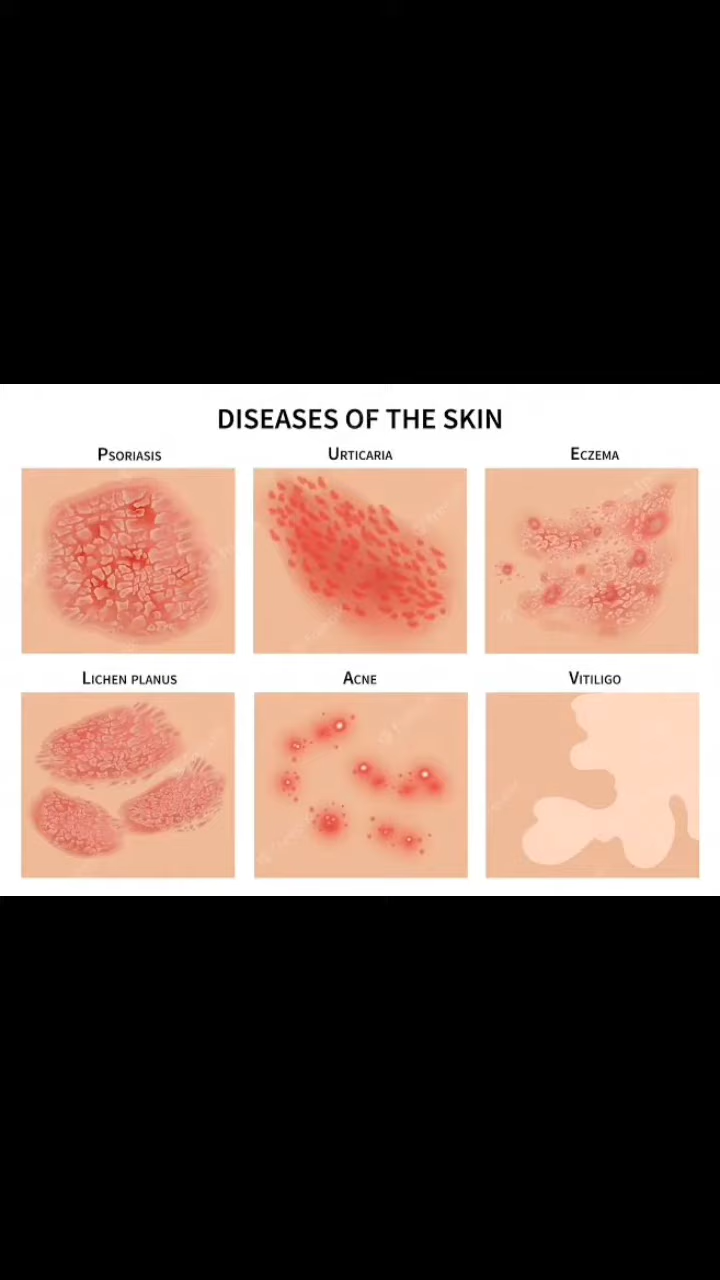 DISEASES OF THE SKIN
PSORIASIS
URTICARIA
ECZEMA
LICHEN PLANUS
ACNE
VITILIGO